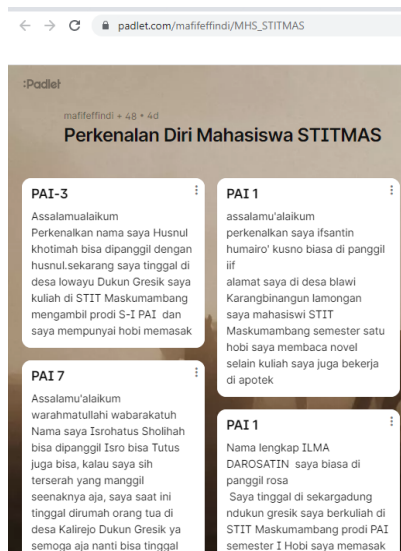 padlet.com/mafifeffindi/MHS_STITMAS
:Padlet
mafifeffindi + 48 • 4d
Perkenalan Diri Mahasiswa STITMAS
PAI-3
Assalamualaikum
Perkenalkan nama saya Husnul
khotimah bisa dipanggil dengan
husnul.sekarang saya tinggal di
desa lowayu Dukun Gresik saya
kuliah di STIT Maskumambang
mengambil prodi S-I PAI dan
saya mempunyai hobi memasak
PAI 7
Assalamu'alaikum
warahmatullahi wabarakatuh
Nama saya Isrohatus Sholihah
bisa dipanggil Isro bisa Tutus
juga bisa, kalau saya sih
terserah yang manggil
seenaknya aja, saya saat ini
tinggal dirumah orang tua di
desa Kalirejo Dukun Gresik ya
semoga aja nanti bisa tinggal
PAI 1
assalamu'alaikum
perkenalkan saya ifsantin
humairo' kusno biasa di panggil
iif
alamat saya di desa blawi
Karangbinangun lamongan
saya mahasiswi STIT
Maskumambang semester satu
hobi saya membaca novel
selain kuliah saya juga bekerja
di apotek
PAI 1
Nama lengkap ILMA
DAROSATIN saya biasa di
panggil rosa
Saya tinggal di sekargadung
ndukun gresik saya berkuliah di
STIT Maskumambang prodi PAI
semester I Hobi saya memasak